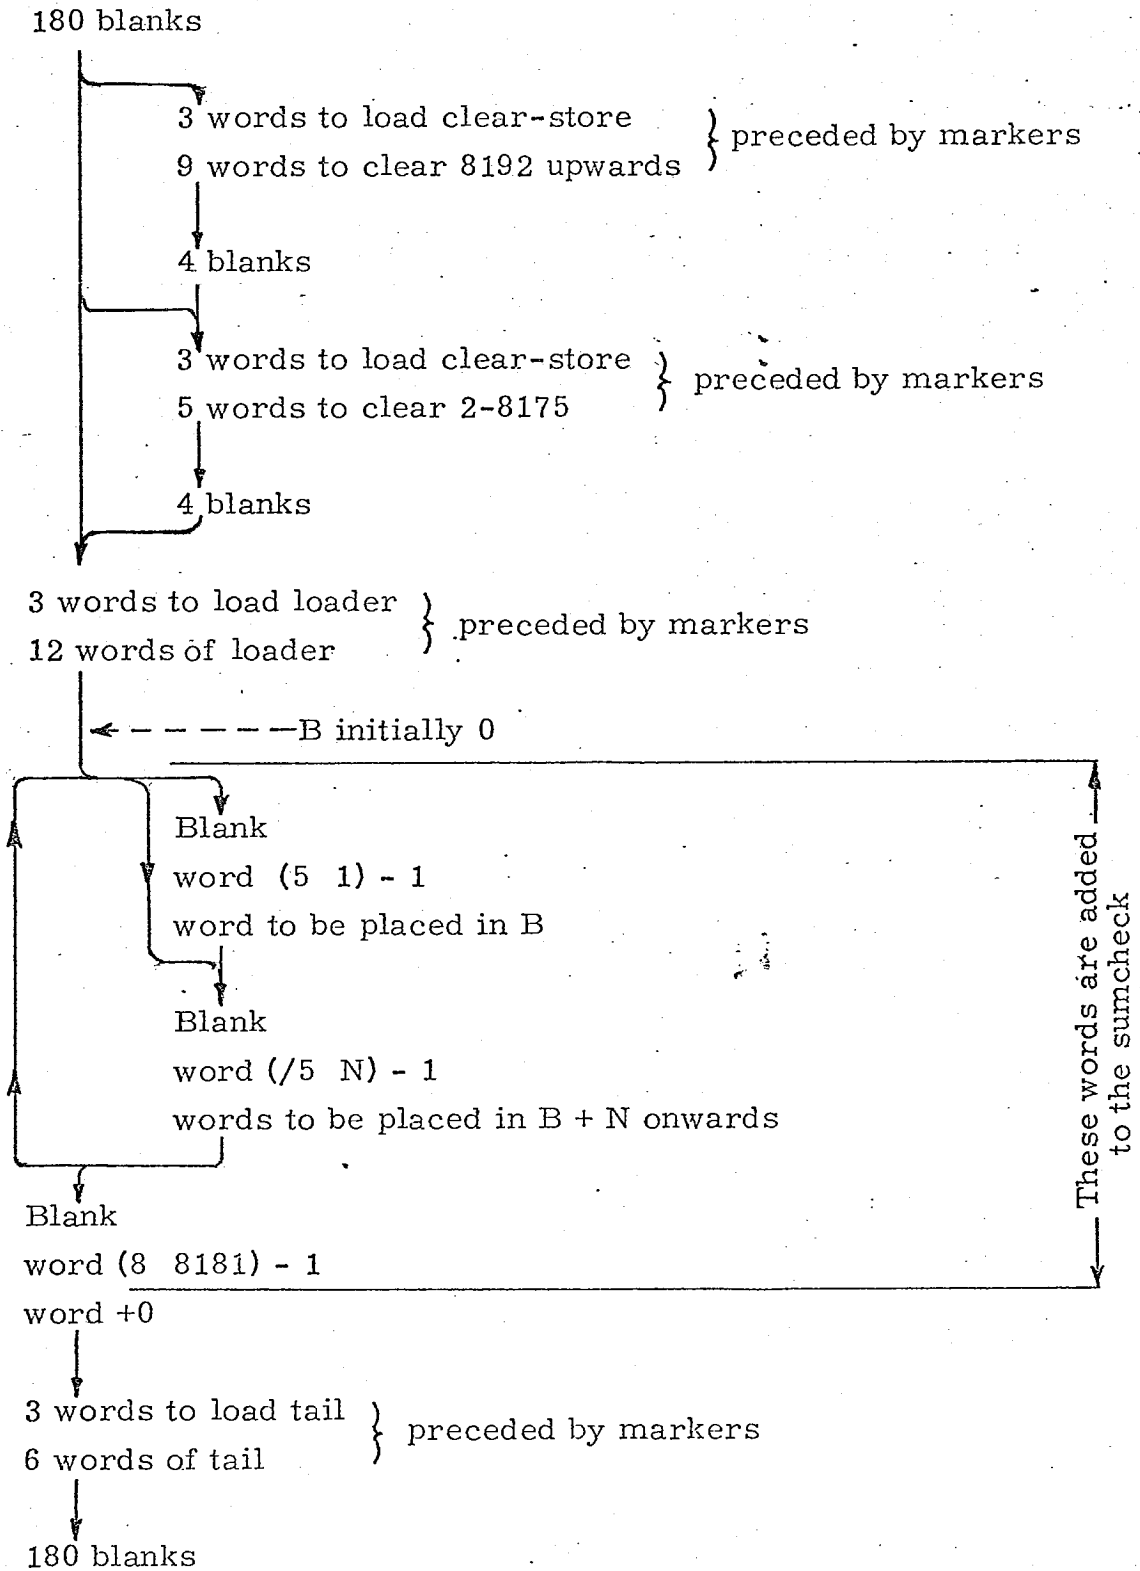 180 blanks
3 words to load clear-store
9 words to clear 8192 upwards
preceded by markers
4 blanks
3 words to load clear-store
5 words to clear 2-8175
preceded by markers
4 blanks
3 words to load loader
12 words of loader
preceded by markers
B initially 0
Blank
word (5 1) - 1
word to be placed in B
Blank
word (/5 N) - 1
words to be placed in B + N onwards
These words are added
to the sumcheck
Blank
word (8 8181) - 1
word +0
3 words to load tail
6 words of tail
preceded by markers
180 blanks